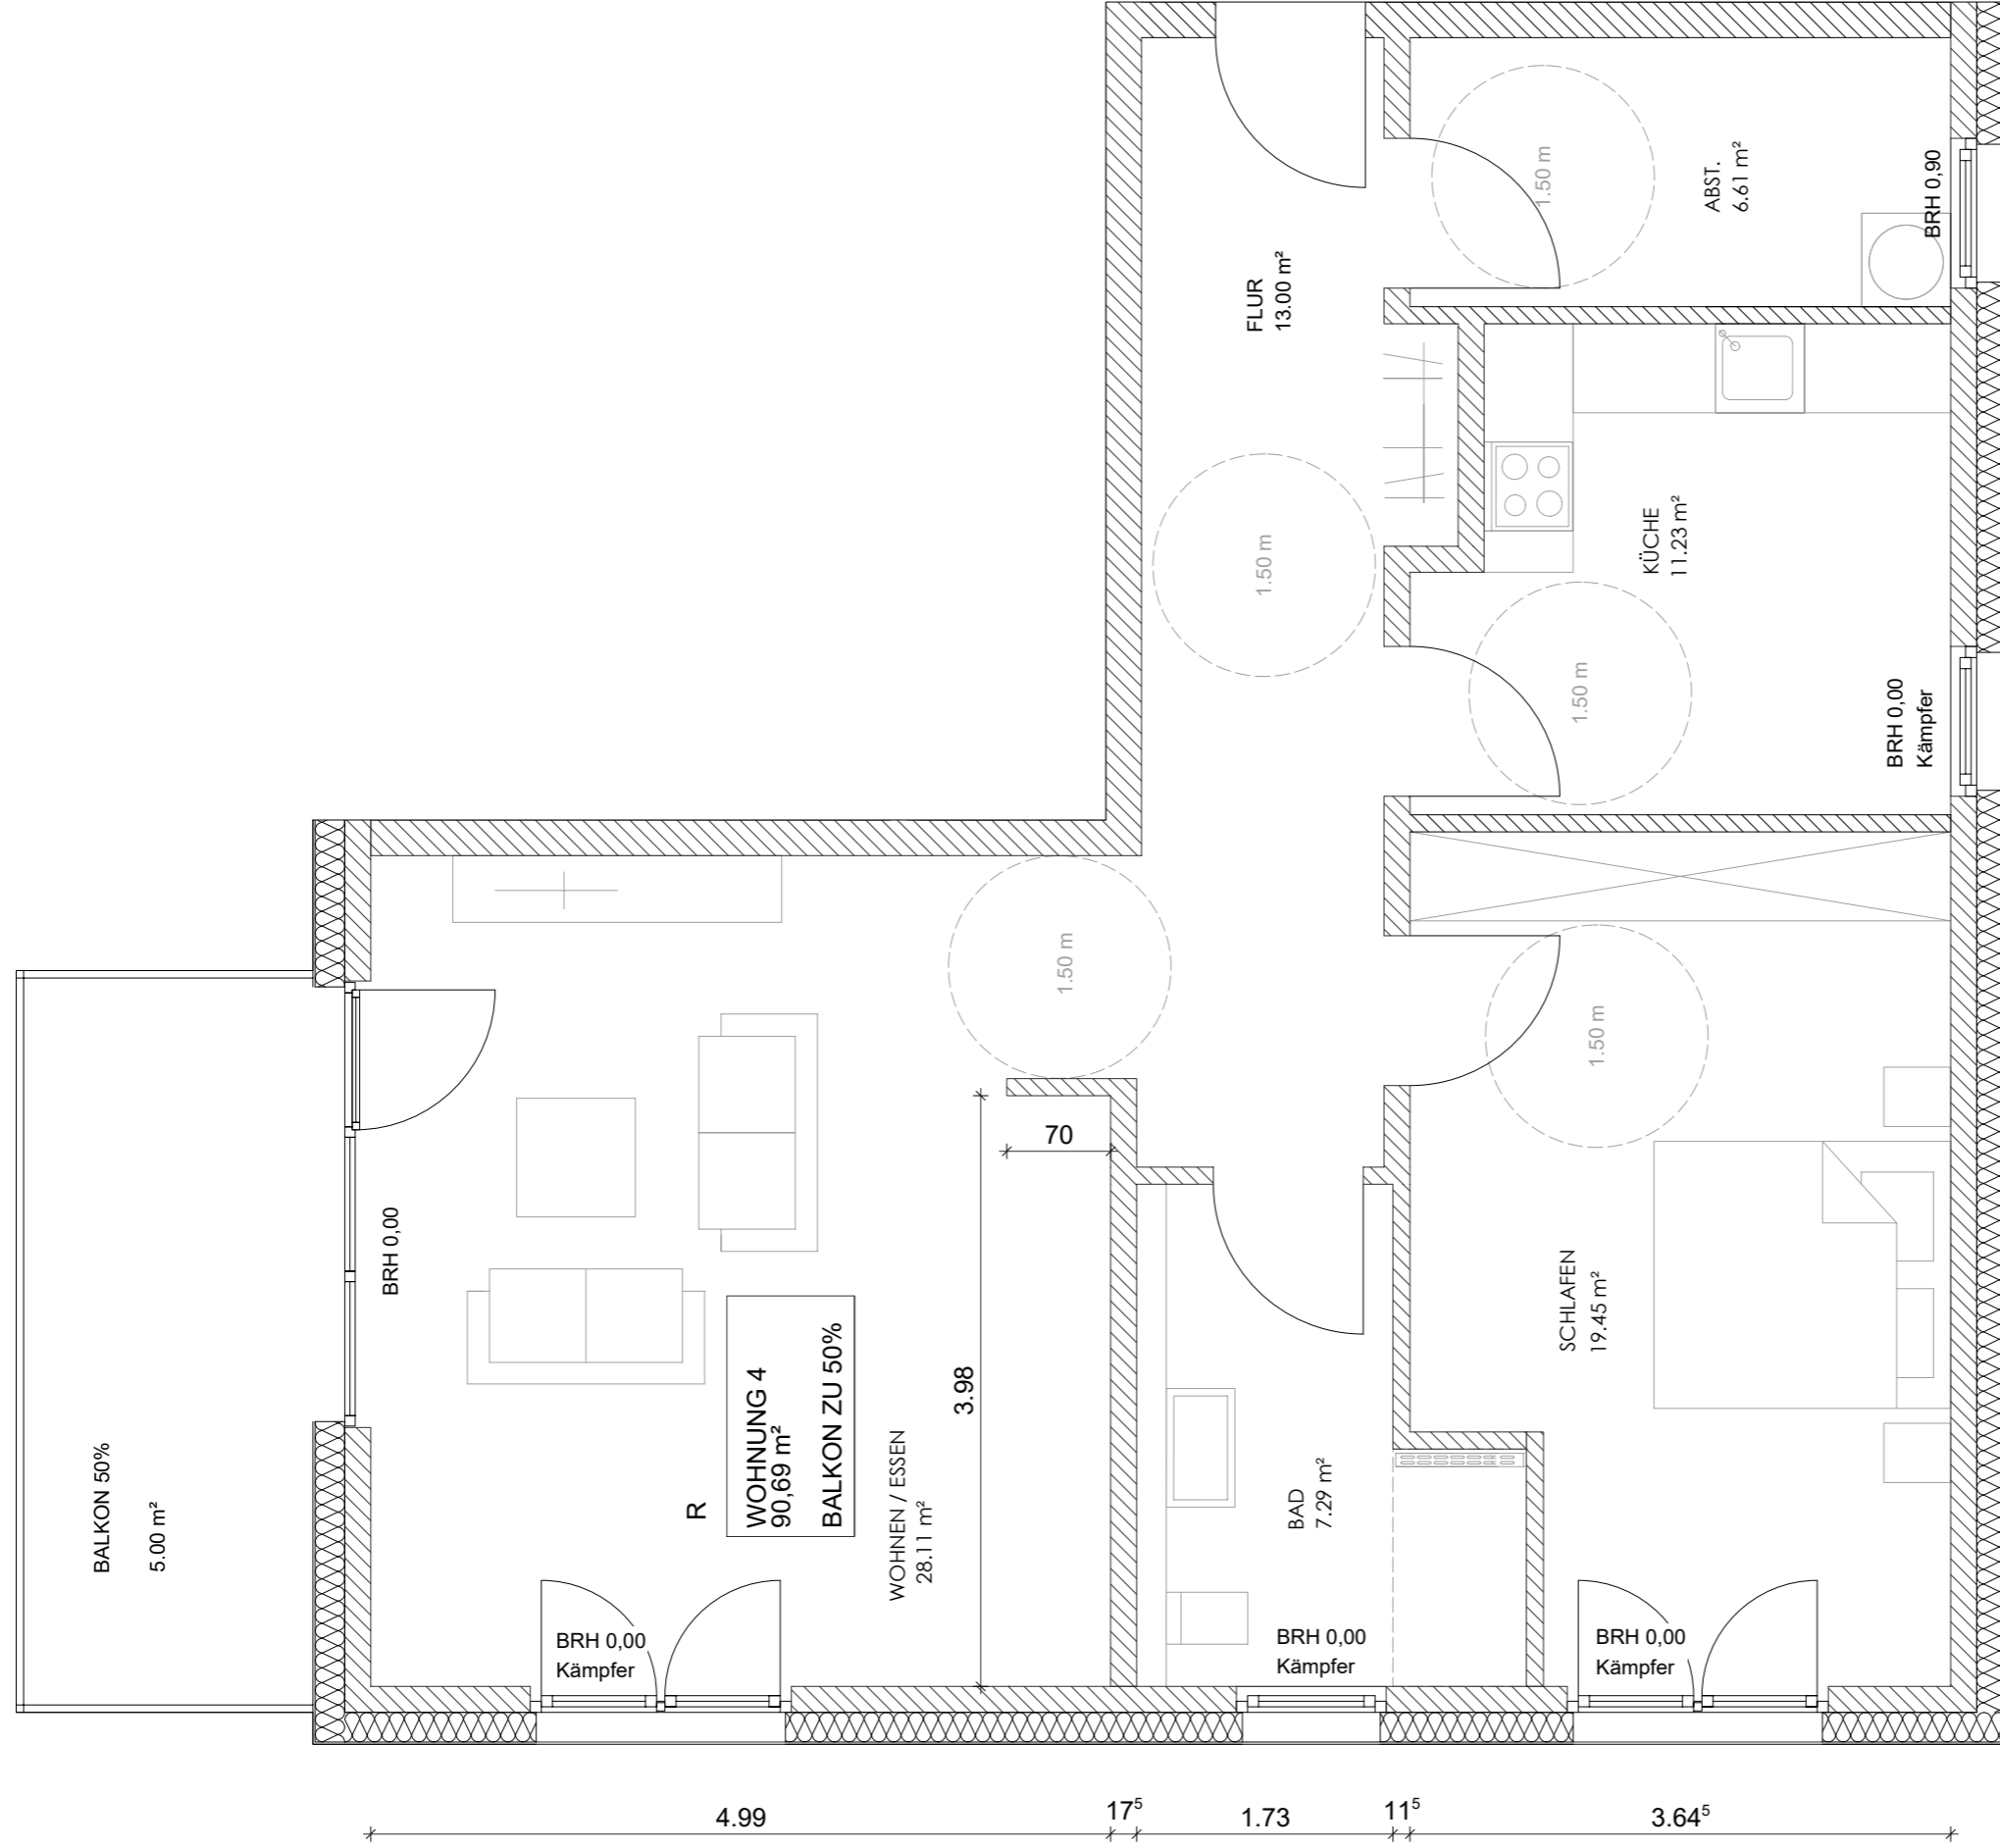 1.50 m
ABST.
6.61 m²
BRH 0,90
FLUR
13.00 m²
1.50 m
KÜCHE
11.23 m²
1.50 m
BRH 0,00
Kämpfer
1.50 m
1.50 m
70
BRH 0,00
3.98
SCHLAFEN
19.45 m²
WOHNUNG 4
90,69 m²
BALKON ZU 50%
R
BALKON 50%
5.00 m²
WOHNEN / ESSEN
28.11 m²
BAD
7.29 m²
BRH 0,00
Kämpfer
BRH 0,00
Kämpfer
BRH 0,00
Kämpfer
4.99
17⁵
1.73
11⁵
3.64⁵